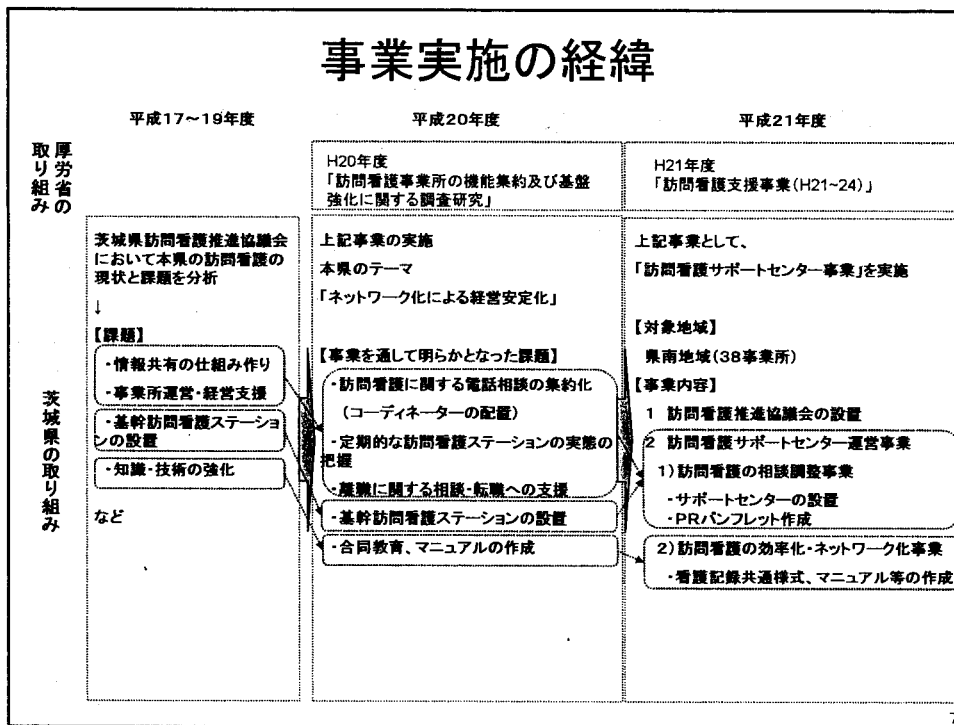 事業実施の経緯
平成17～19年度
平成20年度
平成21年度
厚労省の
取り組み
H20年度
「訪問看護事業所の機能集約及び基盤
強化に関する調査研究」
H21年度
「訪問看護支援事業(H21~24)」
茨城県の取り組み
茨城県訪問看護推進協議会
において本県の訪問看護の
現状と課題を分析
↓
【課題】
・情報共有の仕組み作り
・事業所運営・経営支援
・基幹訪問看護ステーショ
ンの設置
・知識・技術の強化
など
上記事業の実施
本県のテーマ
「ネットワーク化による経営安定化」
【事業を通して明らかとなった課題】
・訪問看護に関する電話相談の集約化
(コーディネーターの配置)
・定期的な訪問看護ステーションの実態の
把握
・離職に関する相談・転職への支援
・基幹訪問看護ステーションの設置
・合同教育、マニュアルの作成
上記事業として、
「訪問看護サポートセンター事業」を実施
【対象地域】
県南地域(38事業所)
【事業内容】
1 訪問看護推進協議会の設置
2 訪問看護サポートセンター運営事業
1)訪問看護の相談調整事業
・サポートセンターの設置
・PRパンフレット作成
2)訪問看護の効率化・ネットワーク化事業
・看護記録共通様式、マニュアル等の作成
7